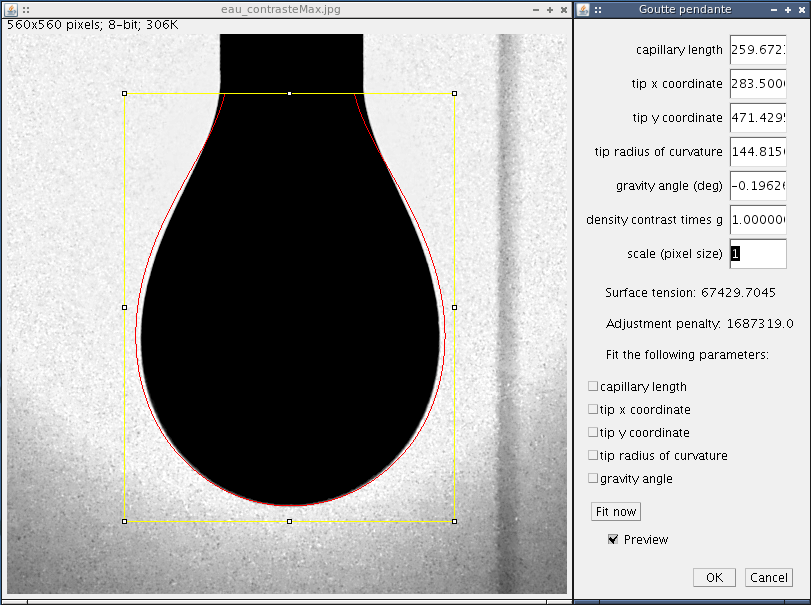 eau_contrasteMax.jpg
560x560 pixels; 8-bit; 306K
Goutte pendante
capillary length 259.672
tip x coordinate 283.500
tip y coordinate 471.429
tip radius of curvature 144.815
gravity angle (deg) -0.1962
density contrast times g 1.00000
scale (pixel size) 1
Surface tension: 67429.7045
Adjustment penalty: 1687319.0
Fit the following parameters:
capillary length
tip x coordinate
tip y coordinate
tip radius of curvature
gravity angle
Fit now
Preview
OK Cancel